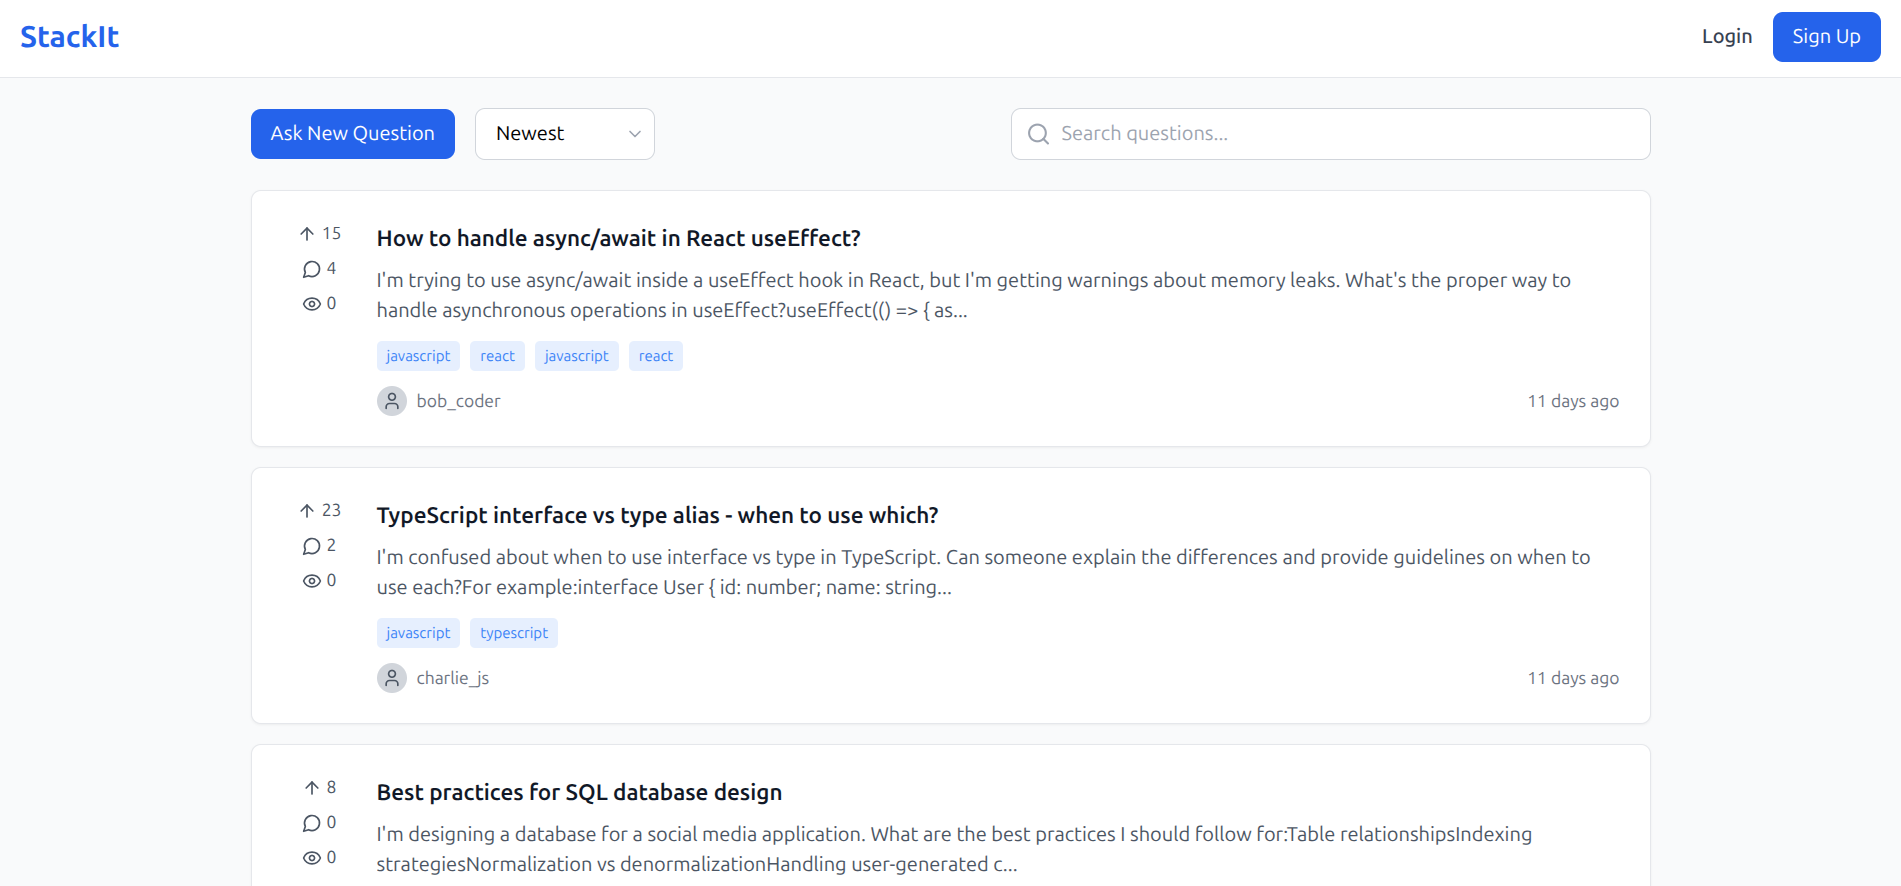 StackIt
Login
Sign Up
Ask New Question
Newest
Search questions...
15
4
0
How to handle async/await in React useEffect?
I'm trying to use async/await inside a useEffect hook in React, but I'm getting warnings about memory leaks. What's the proper way to
handle asynchronous operations in useEffect?useEffect(() => { as...
javascript react javascript react
bob_coder
11 days ago
23
2
0
TypeScript interface vs type alias - when to use which?
I'm confused about when to use interface vs type in TypeScript. Can someone explain the differences and provide guidelines on when to
use each?For example:interface User { id: number; name: string...
javascript typescript
charlie_js
11 days ago
8
0
0
Best practices for SQL database design
I'm designing a database for a social media application. What are the best practices I should follow for:Table relationshipsIndexing
strategiesNormalization vs denormalizationHandling user-generated c...